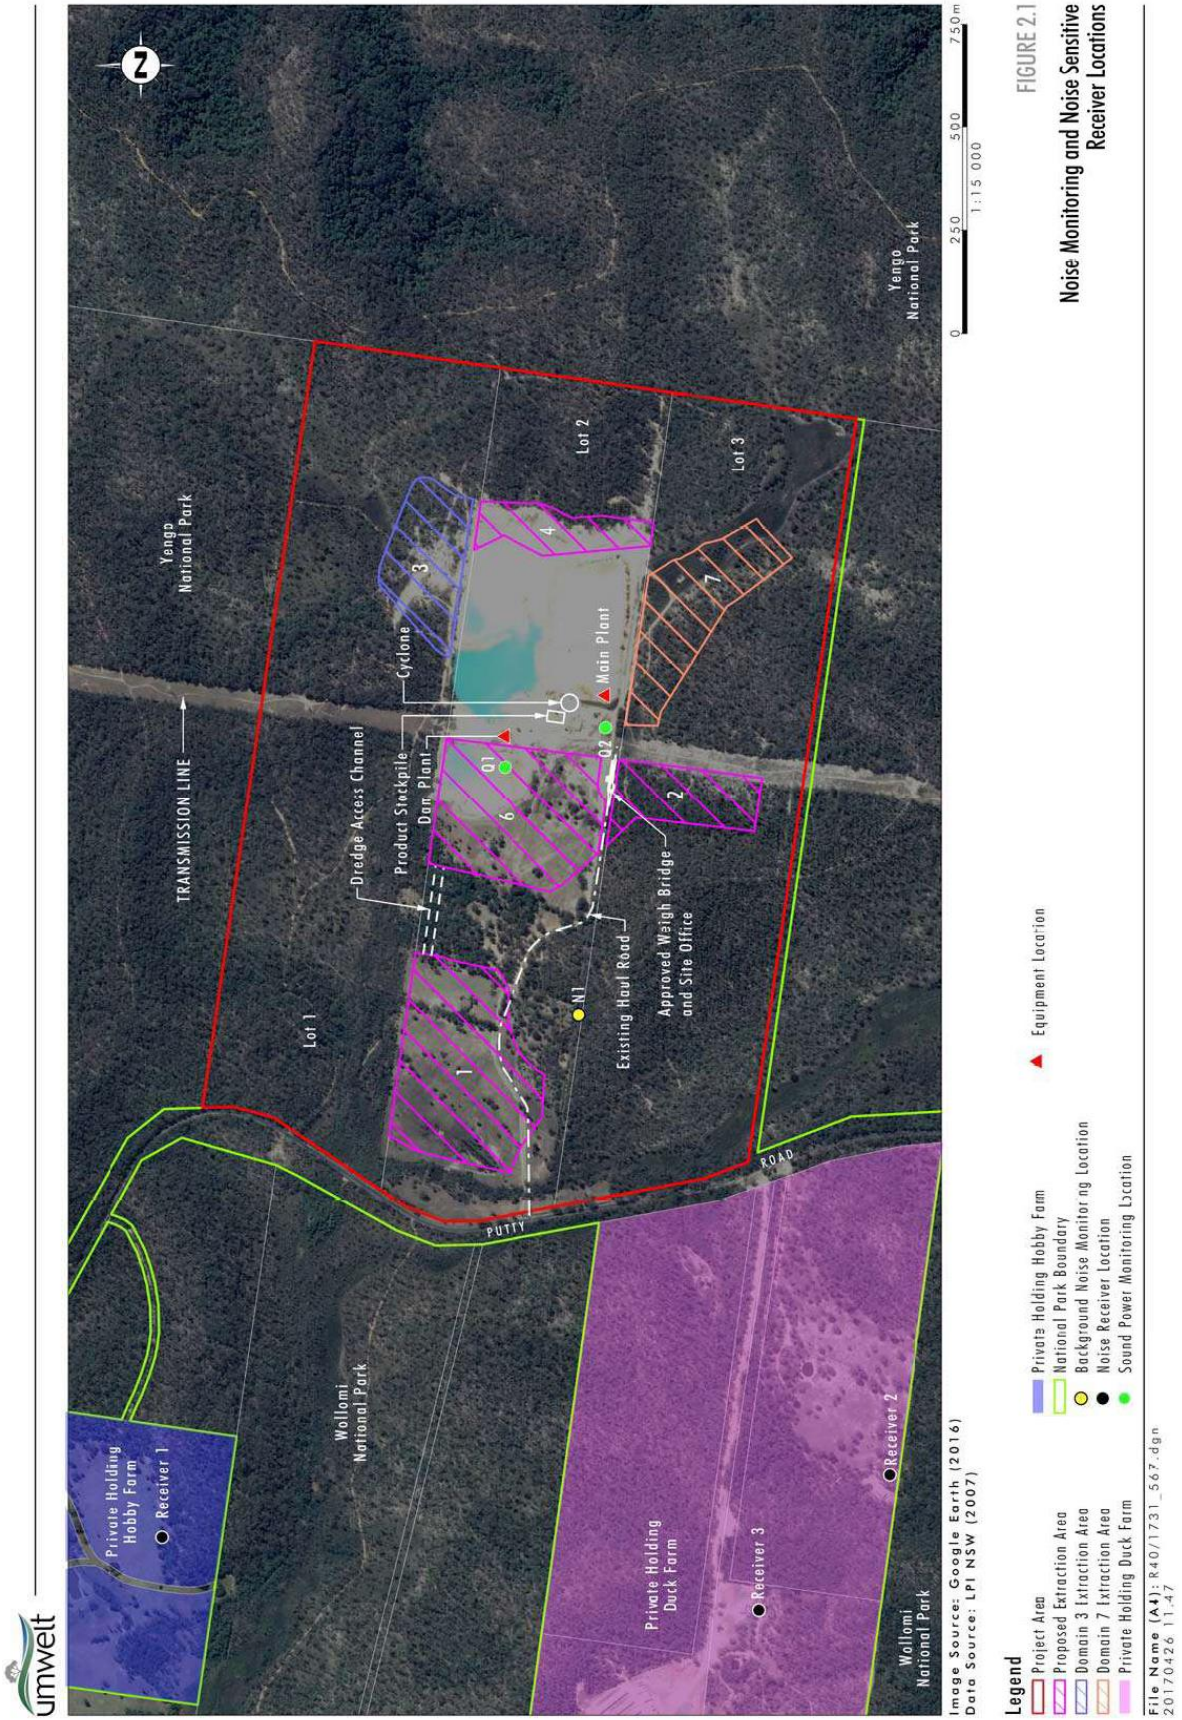 umwelt
Private Holding
Hobby Farm
Receiver 1
Wollomi
National Park
Private Holding
Duck Farm
Receiver 3
Receiver 2
Wollomi
National Park
PUTTY
ROAD
Lot 1
TRANSMISSION LINE
Yengo
National Park
Dredge Access Channel
Product Stockpile
Dan Plant
Cyclone
1
6
Q1
3
4
Lot 2
N1
Q2
Main Plant
Existing Haul Road
Approved Weigh Bridge
and Site Office
2
7
Lot 3
Yengo
National Park
N
Image Source: Google Earth (2016)
Data Source: LPI NSW (2007)
0 250 500 750m
1:15 000
Legend
Project Area
Proposed Extraction Area
Domain 3 Extraction Area
Domain 7 Extraction Area
Private Holding Duck Farm
Private Holding Hobby Farm
National Park Boundary
Background Noise Monitoring Location
Noise Receiver Location
Sound Power Monitoring Location
Equipment Location
FIGURE 2.1
Noise Monitoring and Noise Sensitive
Receiver Locations
File Name (A4): R40/1731_567.dgn
20170426 11.47